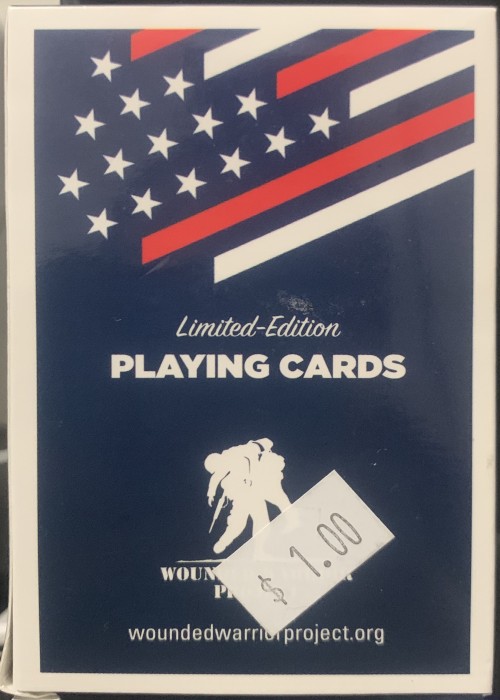 Limited-Edition
PLAYING CARDS
$ 1.00
woundedwarriorproject.org